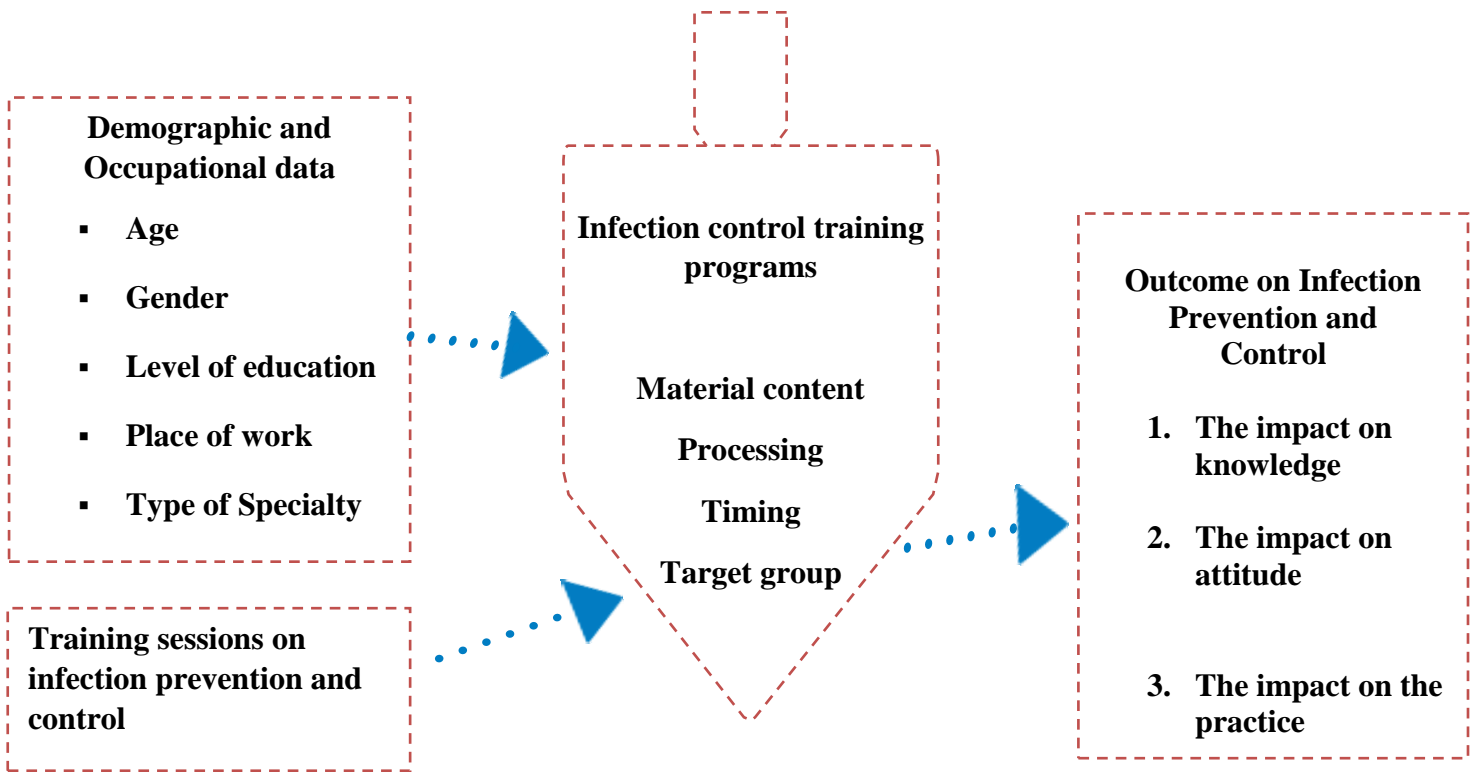 Demographic and
Occupational data
▪ Age
▪ Gender
▪ Level of education
▪ Place of work
▪ Type of Specialty
Training sessions on
infection prevention and
control
Infection control training
programs
Material content
Processing
Timing
Target group
Outcome on Infection
Prevention and
Control
1. The impact on
knowledge
2. The impact on
attitude
3. The impact on the
practice